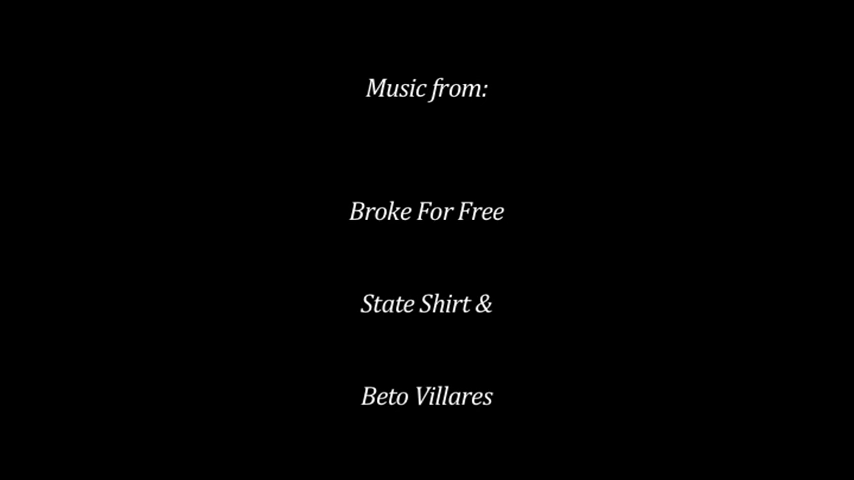 Music from:
Broke For Free
State Shirt &
Beto Villares